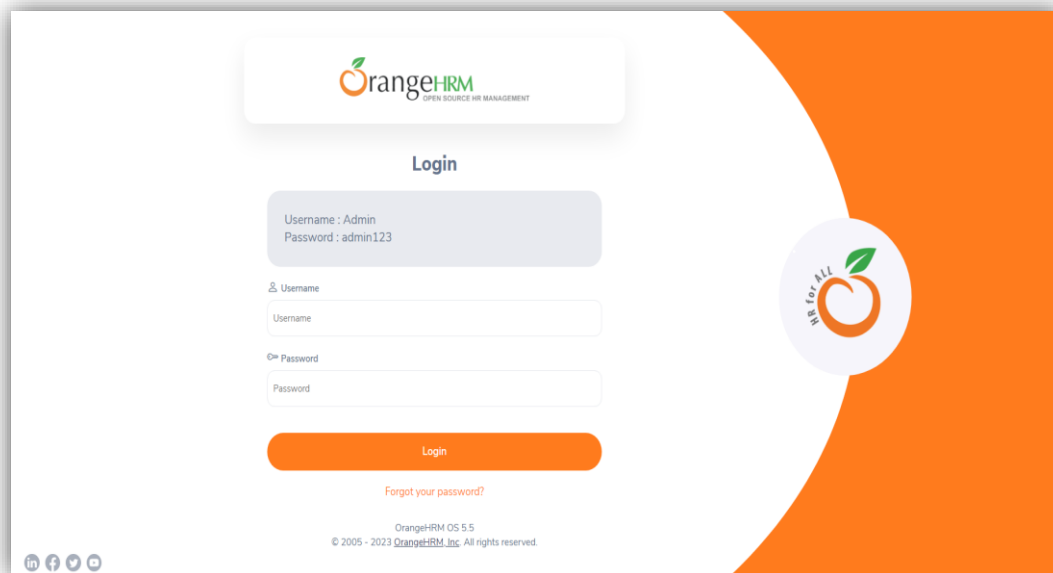 OrangeHRM
OPEN SOURCE HR MANAGEMENT
Login
Username : Admin
Password : admin123
Username
Username
Password
Password
Login
Forgot your password?
OrangeHRM OS 5.5
© 2005 - 2023 OrangeHRM, Inc. All rights reserved.
HR for ALL